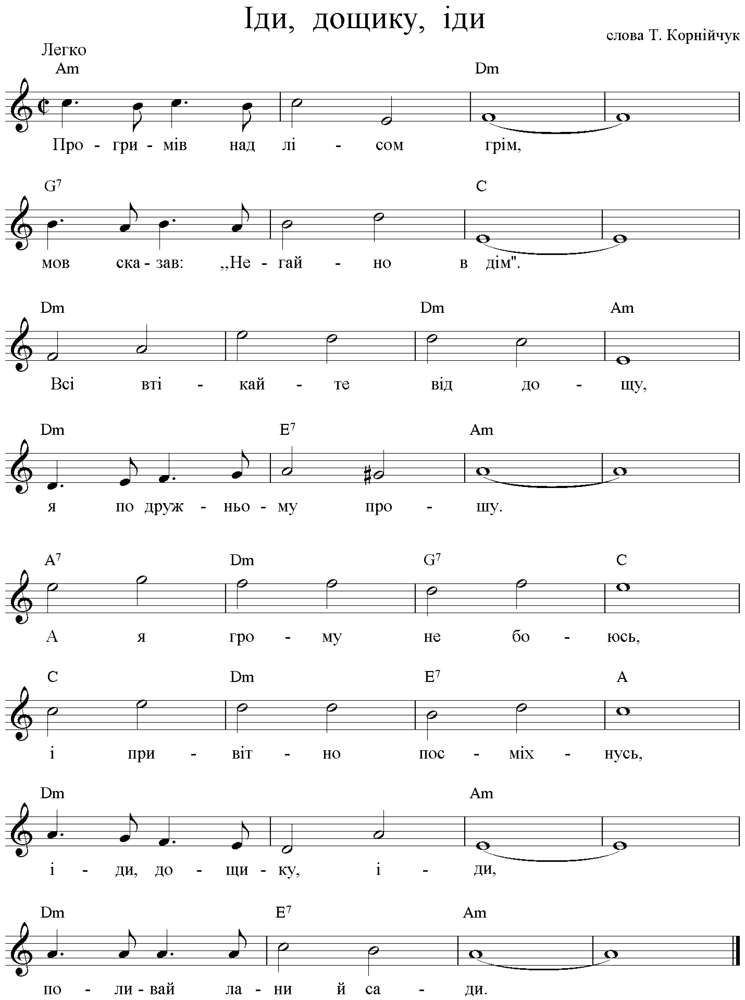 Іди, дощику, іди
слова Т. Корнійчук
Легко
Am Dm
Про - гри - мів над лі - сом грім,
G7 C
мов ска - зав: ,,Не - гай - но в дім".
Dm Dm Am
Всі вті - кай - те від до - щу,
Dm E7 Am
я по друж - ньо - му про - шу.
A7 Dm G7 C
А я гро - му не бо - юсь,
C Dm E7 A
і при - віт - но пос - міх - нусь,
Dm Am
і - ди, до - щи - ку, і - ди,
Dm E7 Am
по - ли - вай ла - ни й са - ди.